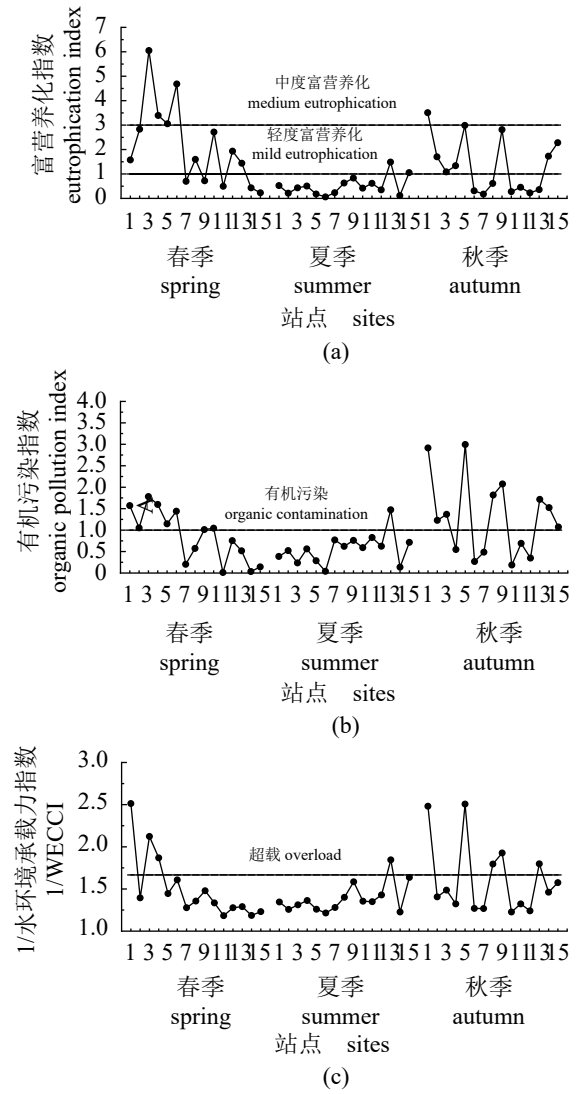 富营养化指数
eutrophication index
7
6
5
4
3
2
1
0
中度富营养化
medium eutrophication
轻度富营养化
mild eutrophication
1 3 5 7 9 11 13 15 1 3 5 7 9 11 13 15 1 3 5 7 9 11 13 15
春季 夏季 秋季
spring summer autumn
站点 sites
(a)
有机污染指数
organic pollution index
4.0
3.5
3.0
2.5
2.0
1.5
1.0
0.5
0
有机污染
organic contamination
1 3 5 7 9 11 13 15 1 3 5 7 9 11 13 15 1 3 5 7 9 11 13 15
春季 夏季 秋季
spring summer autumn
站点 sites
(b)
1/水环境承载力指数
1/WECCI
3.0
2.5
2.0
1.5
1.0
超载 overload
1 3 5 7 9 11 13 15 1 3 5 7 9 11 13 15 1 3 5 7 9 11 13 15
春季 夏季 秋季
spring summer autumn
站点 sites
(c)